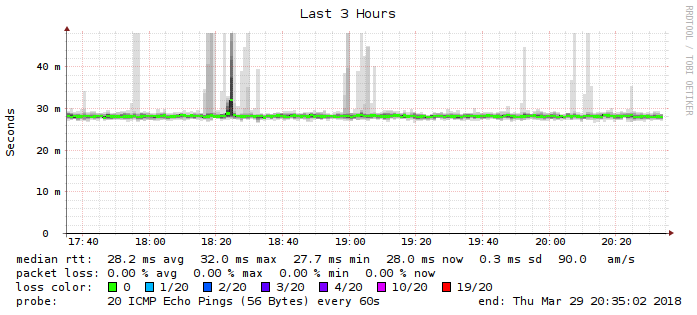 Last 3 Hours
RRDTOOL / TOBI OETIKER
Seconds
40 m
30 m
20 m
10 m
0
17:40 18:00 18:20 18:40 19:00 19:20 19:40 20:00 20:20
median rtt: 28.2 ms avg 32.0 ms max 27.7 ms min 28.0 ms now 0.3 ms sd 90.0 am/s
packet loss: 0.00 % avg 0.00 % max 0.00 % min 0.00 % now
loss color: 0 1/20 2/20 3/20 4/20 10/20 19/20
probe: 20 ICMP Echo Pings (56 Bytes) every 60s end: Thu Mar 29 20:35:02 2018